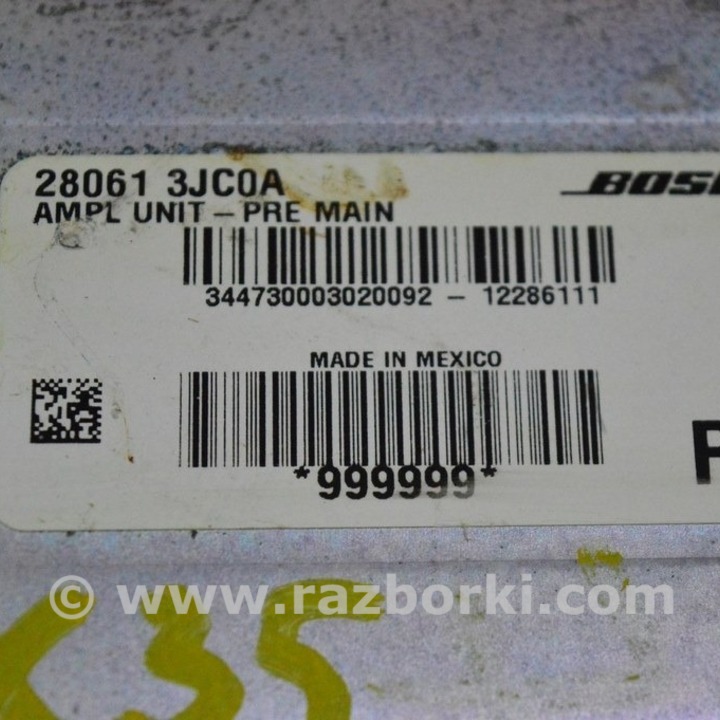 28061 3JC0A
BOSE
AMPL UNIT – PRE MAIN
344730003020092 – 12286111
MADE IN MEXICO
*999999*
© www.razborki.com